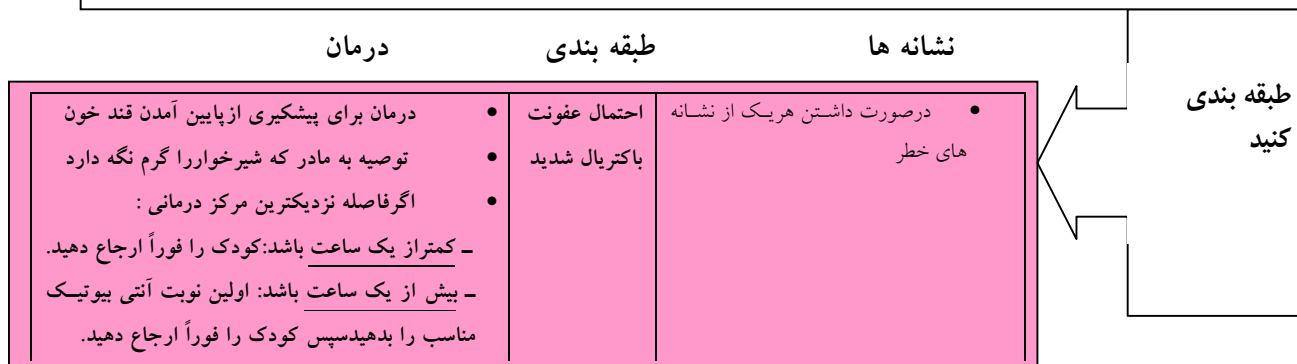 نشانه ها
طبقه بندی
درمان
طبقه بندی
کنید
• درصورت داشتن هریک از نشانه
های خطر
احتمال عفونت
باکتریال شدید
• درمان برای پیشکیری ازپایین آمدن قند خون
• توصیه به مادر که شیرخواررا گرم نگه دارد
• اگرفاصله نزدیکترین مرکز درمانی :
ـ کمتراز یک ساعت باشد:کودک را فوراً ارجاع دهید.
ـ بیش از یک ساعت باشد: اولین نوبت آنتی بیوتیک
مناسب را بدهیدسپس کودک را فوراً ارجاع دهید.